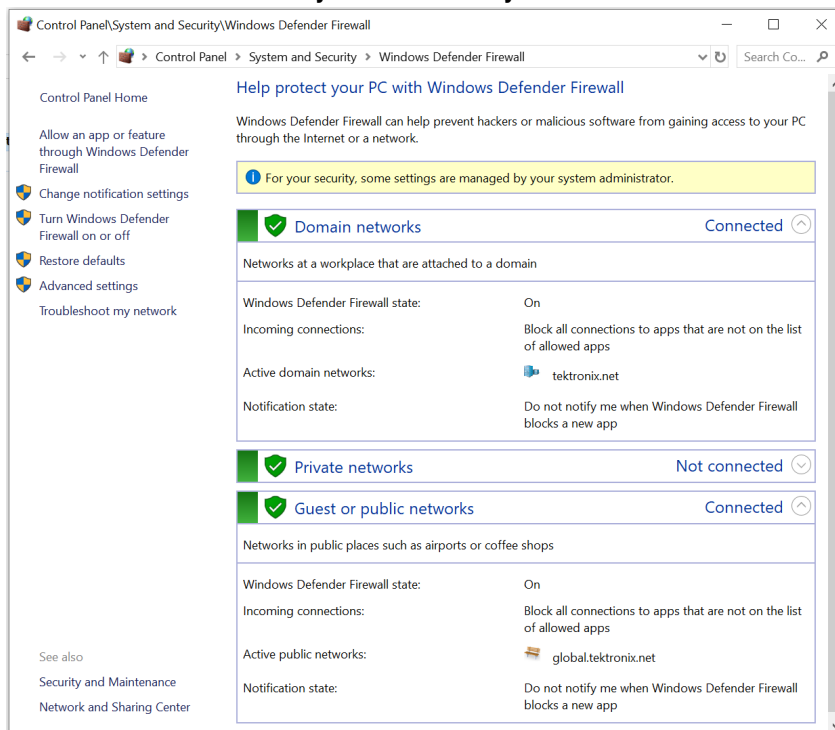 Control Panel\System and Security\Windows Defender Firewall
Control Panel > System and Security > Windows Defender Firewall
Search Co...
Control Panel Home
Allow an app or feature
through Windows Defender
Firewall
Change notification settings
Turn Windows Defender
Firewall on or off
Restore defaults
Advanced settings
Troubleshoot my network
Help protect your PC with Windows Defender Firewall
Windows Defender Firewall can help prevent hackers or malicious software from gaining access to your PC
through the Internet or a network.
For your security, some settings are managed by your system administrator.
Domain networks Connected
Networks at a workplace that are attached to a domain
Windows Defender Firewall state: On
Incoming connections: Block all connections to apps that are not on the list
of allowed apps
Active domain networks: tektronix.net
Notification state: Do not notify me when Windows Defender Firewall
blocks a new app
Private networks Not connected
Guest or public networks Connected
Networks in public places such as airports or coffee shops
Windows Defender Firewall state: On
Incoming connections: Block all connections to apps that are not on the list
of allowed apps
Active public networks: global.tektronix.net
Notification state: Do not notify me when Windows Defender Firewall
blocks a new app
See also
Security and Maintenance
Network and Sharing Center